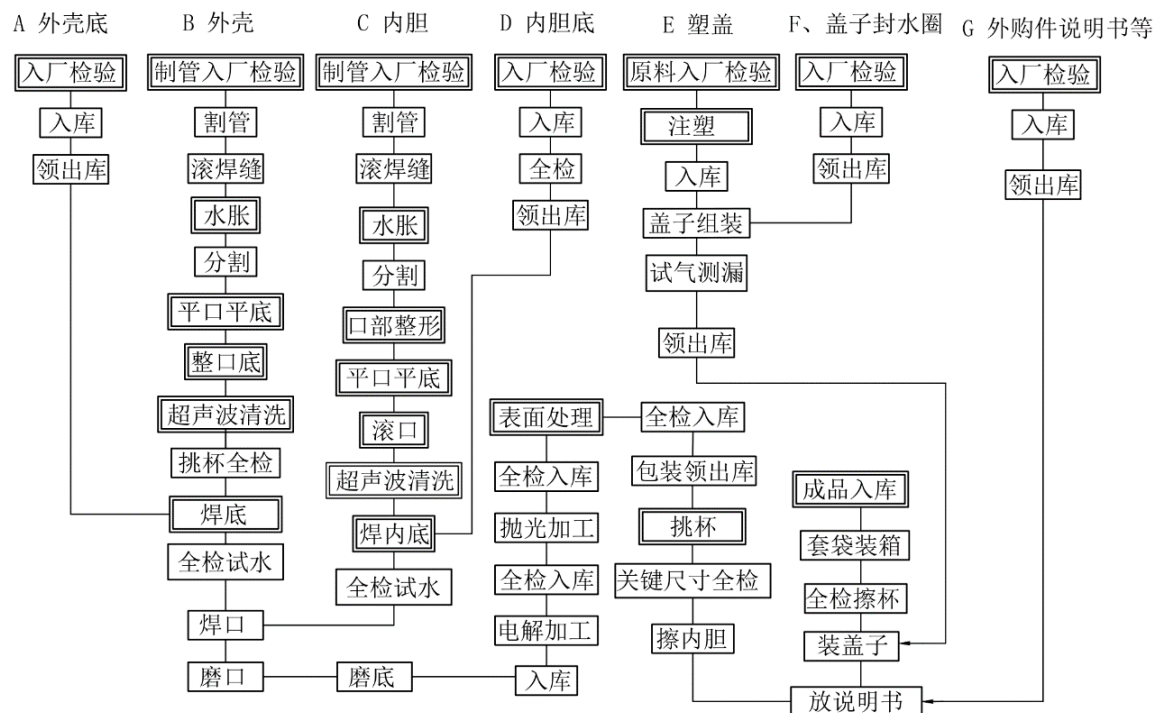 A 外壳底
B 外壳
C 内胆
D 内胆底
E 塑盖
F、盖子封水圈
G 外购件说明书等
入厂检验
入库
领出库
制管入厂检验
割管
滚焊缝
水胀
分割
平口平底
整口底
超声波清洗
挑杯全检
焊底
全检试水
焊口
磨口
制管入厂检验
割管
滚焊缝
水胀
分割
口部整形
平口平底
滚口
超声波清洗
焊内底
全检试水
磨底
入厂检验
入库
全检
领出库
表面处理
全检入库
抛光加工
全检入库
电解加工
入库
原料入厂检验
注塑
入库
盖子组装
试气测漏
领出库
全检入库
包装领出库
挑杯
关键尺寸全检
擦内胆
入厂检验
入库
领出库
成品入库
套袋装箱
全检擦杯
装盖子
放说明书
入厂检验
入库
领出库